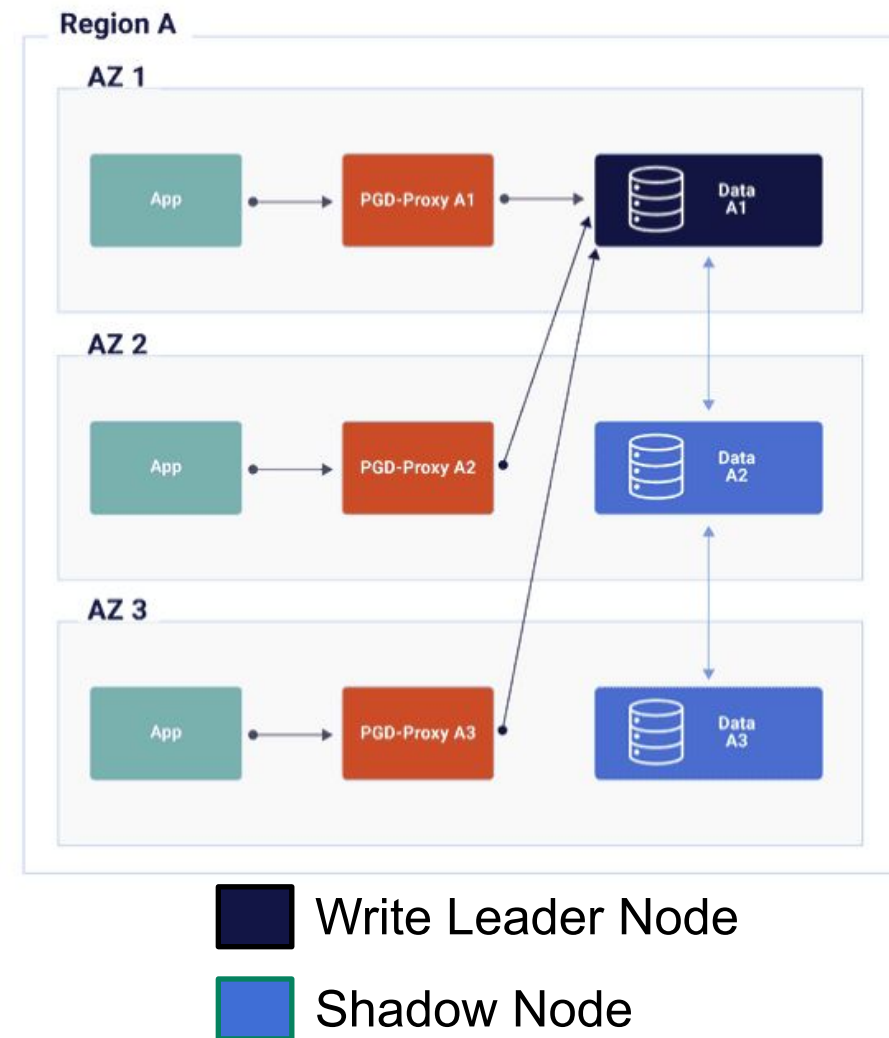 Region A
AZ 1
App
PGD-Proxy A1
Data
A1
AZ 2
App
PGD-Proxy A2
Data
A2
AZ 3
App
PGD-Proxy A3
Data
A3
Write Leader Node
Shadow Node